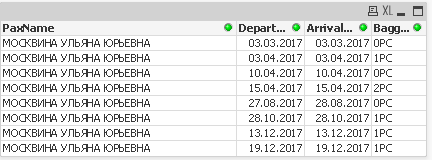 XL
PaxName Depart... Arrival... Bagg...
МОСКВИНА УЛЬЯНА ЮРЬЕВНА 03.03.2017 03.03.2017 0PC
МОСКВИНА УЛЬЯНА ЮРЬЕВНА 03.04.2017 03.04.2017 1PC
МОСКВИНА УЛЬЯНА ЮРЬЕВНА 10.04.2017 10.04.2017 0PC
МОСКВИНА УЛЬЯНА ЮРЬЕВНА 15.04.2017 15.04.2017 2PC
МОСКВИНА УЛЬЯНА ЮРЬЕВНА 27.08.2017 28.08.2017 0PC
МОСКВИНА УЛЬЯНА ЮРЬЕВНА 28.10.2017 28.10.2017 1PC
МОСКВИНА УЛЬЯНА ЮРЬЕВНА 13.12.2017 13.12.2017 1PC
МОСКВИНА УЛЬЯНА ЮРЬЕВНА 19.12.2017 19.12.2017 1PC